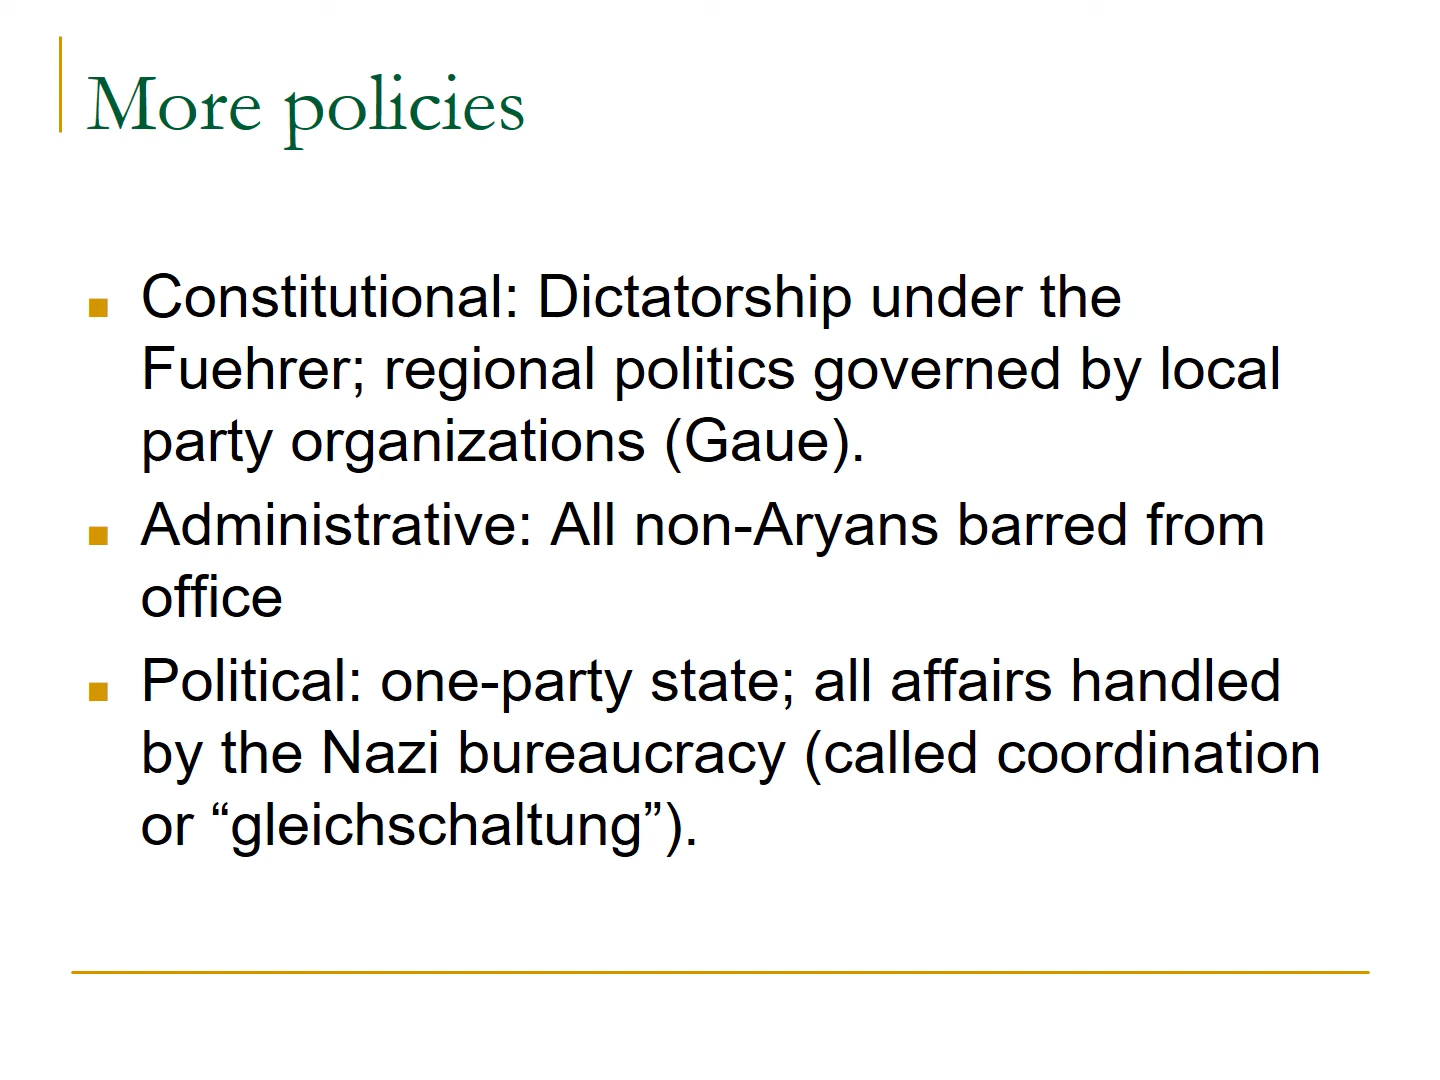 More policies
Constitutional: Dictatorship under the
Fuehrer; regional politics governed by local
party organizations (Gaue).
Administrative: All non-Aryans barred from
office
Political: one-party state; all affairs handled
by the Nazi bureaucracy (called coordination
or “gleichschaltung”).